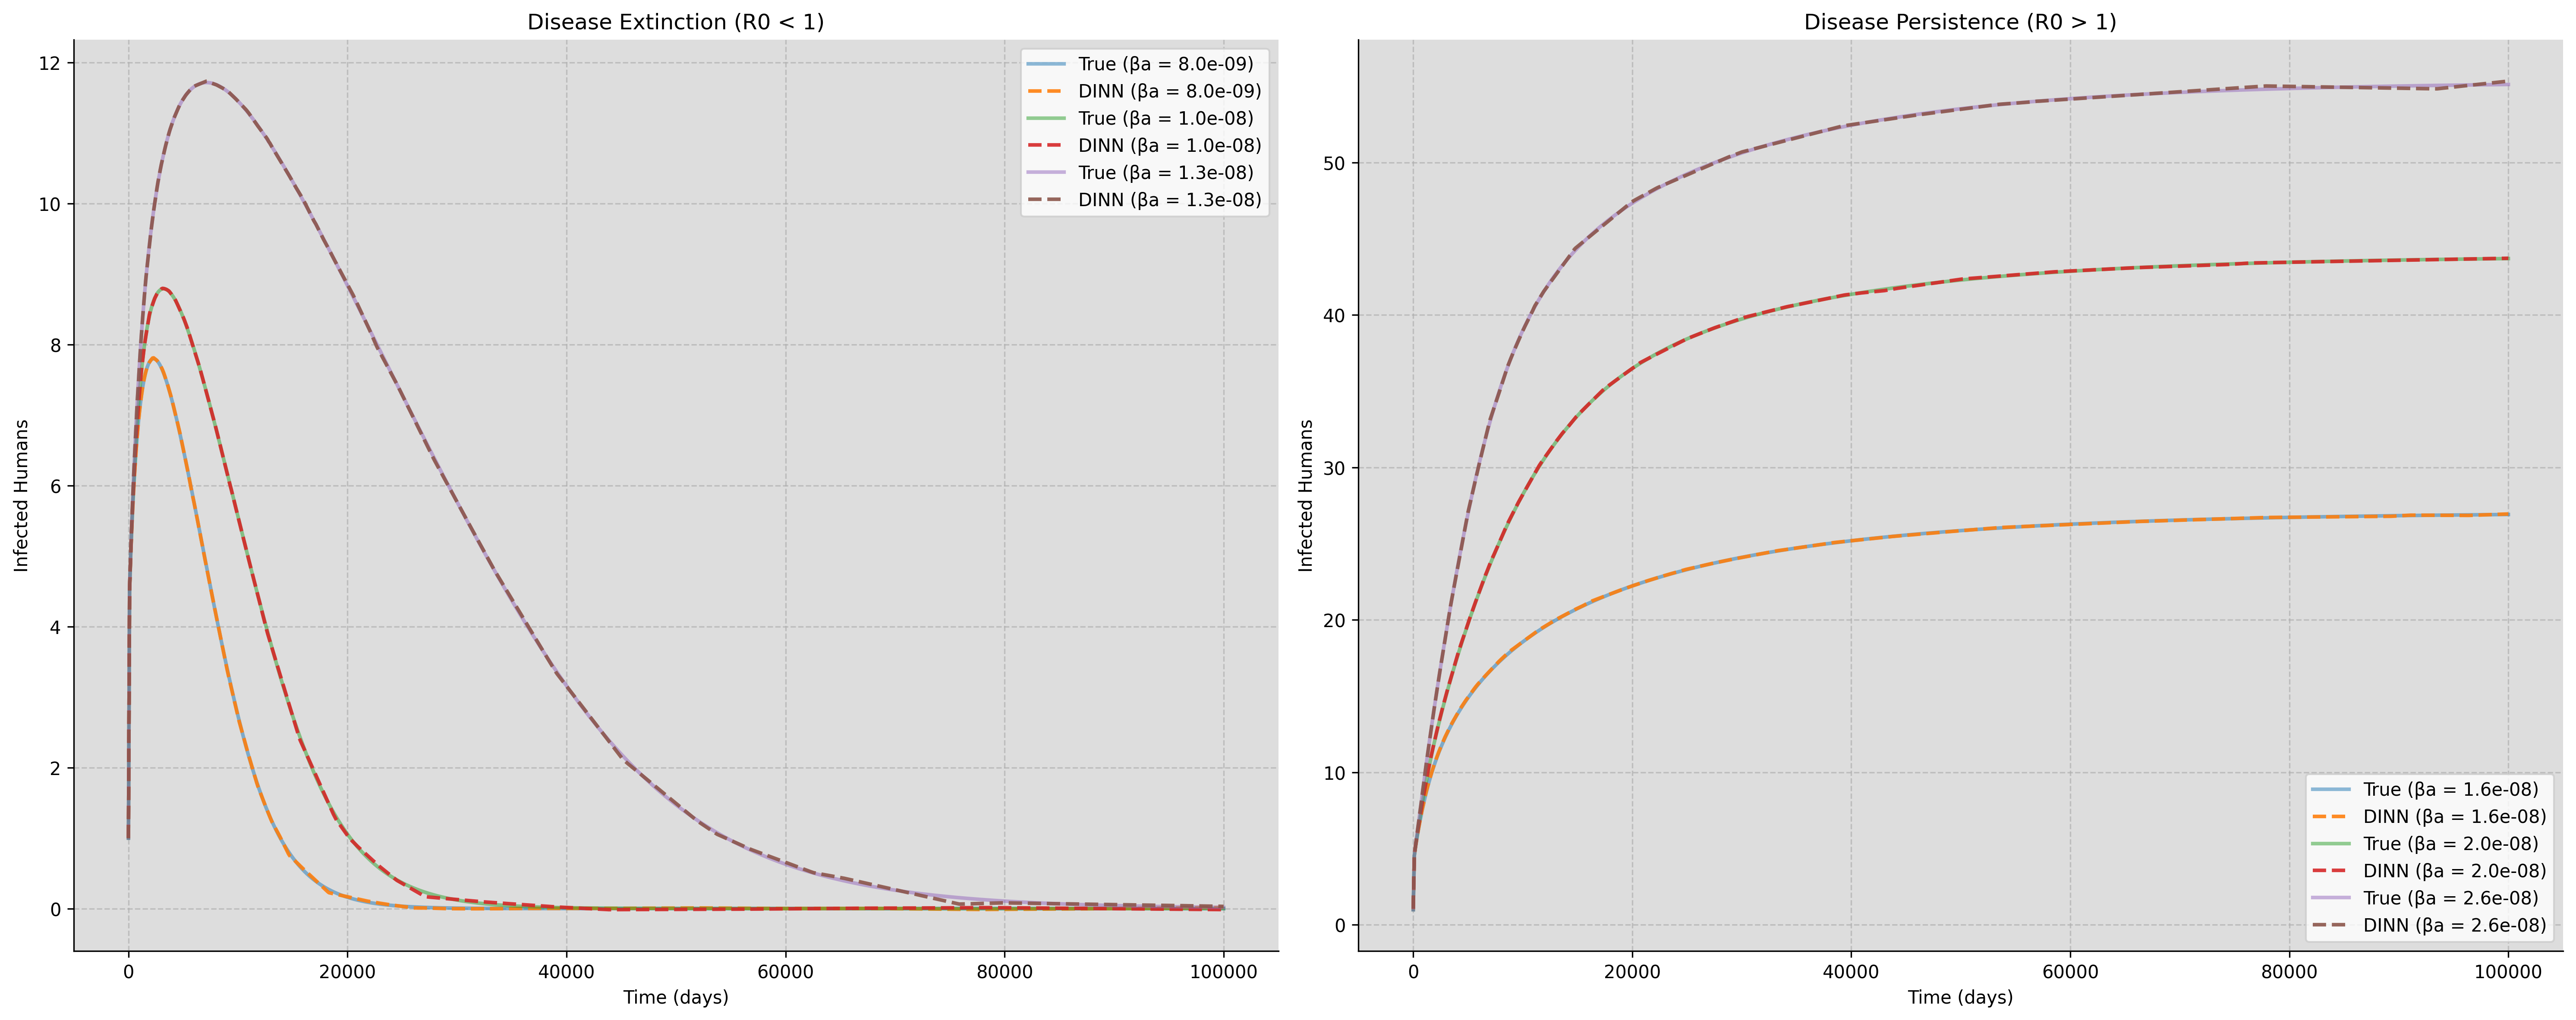 Disease Extinction (R0 < 1)
12
10
8
6
4
2
0
Infected Humans
True (βa = 8.0e-09)
DINN (βa = 8.0e-09)
True (βa = 1.0e-08)
DINN (βa = 1.0e-08)
True (βa = 1.3e-08)
DINN (βa = 1.3e-08)
0 20000 40000 60000 80000 100000
Time (days)
Disease Persistence (R0 > 1)
50
40
30
20
10
0
Infected Humans
True (βa = 1.6e-08)
DINN (βa = 1.6e-08)
True (βa = 2.0e-08)
DINN (βa = 2.0e-08)
True (βa = 2.6e-08)
DINN (βa = 2.6e-08)
0 20000 40000 60000 80000 100000
Time (days)